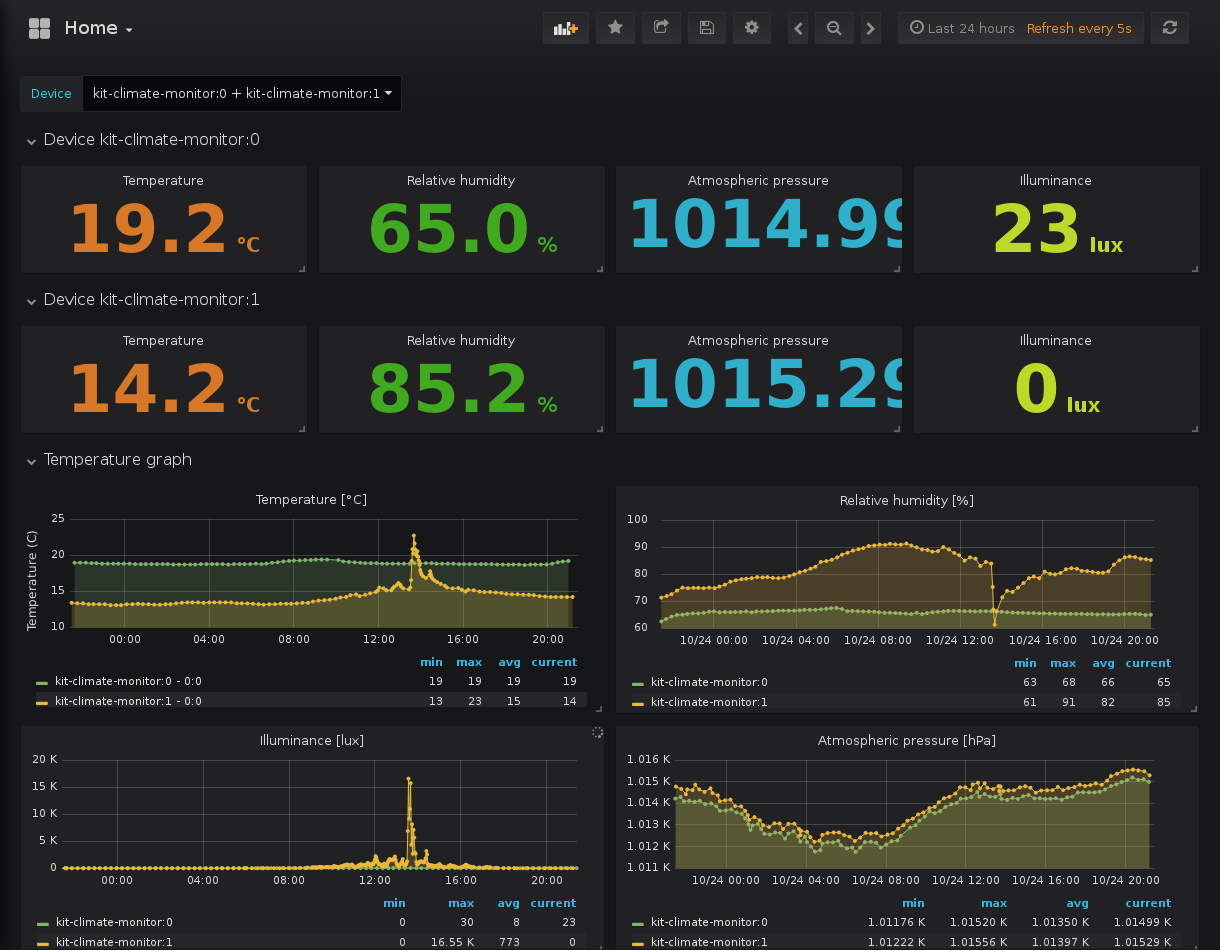 Home
Last 24 hours Refresh every 5s
Device kit-climate-monitor:0 + kit-climate-monitor:1
Device kit-climate-monitor:0
Temperature Relative humidity Atmospheric pressure Illuminance
19.2 °C 65.0 % 1014.99 23 lux
Device kit-climate-monitor:1
Temperature Relative humidity Atmospheric pressure Illuminance
14.2 °C 85.2 % 1015.29 0 lux
Temperature graph
Temperature [°C]
Temperature (C)
25
20
15
10
00:00 04:00 08:00 12:00 16:00 20:00
min max avg current
kit-climate-monitor:0 - 0:0 19 19 19 19
kit-climate-monitor:1 - 0:0 13 23 15 14
Relative humidity [%]
100
90
80
70
60
10/24 00:00 10/24 04:00 10/24 08:00 10/24 12:00 10/24 16:00 10/24 20:00
min max avg current
kit-climate-monitor:0 63 68 66 65
kit-climate-monitor:1 61 91 82 85
Illuminance [lux]
20 K
15 K
10 K
5 K
0
00:00 04:00 08:00 12:00 16:00 20:00
min max avg current
kit-climate-monitor:0 0 30 8 23
kit-climate-monitor:1 0 16.55 K 773 0
Atmospheric pressure [hPa]
1.016 K
1.015 K
1.014 K
1.013 K
1.012 K
1.011 K
10/24 00:00 10/24 04:00 10/24 08:00 10/24 12:00 10/24 16:00 10/24 20:00
min max avg current
kit-climate-monitor:0 1.01176 K 1.01520 K 1.01350 K 1.01499 K
kit-climate-monitor:1 1.01222 K 1.01556 K 1.01397 K 1.01529 K